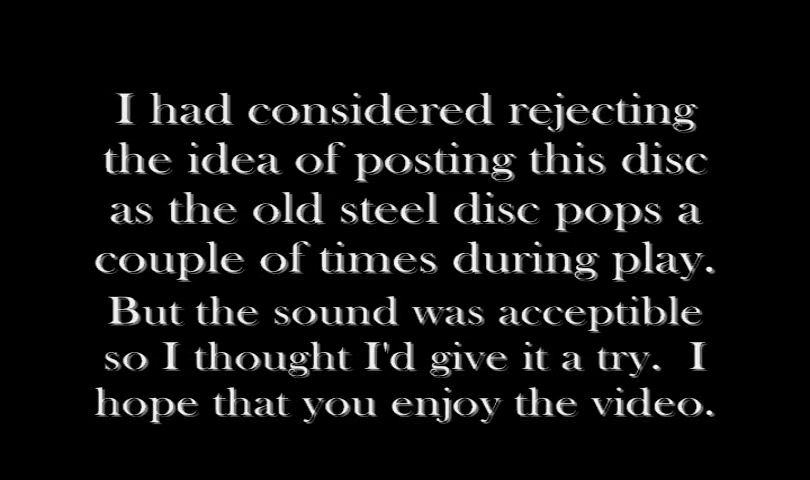 I had considered rejecting
the idea of posting this disc
as the old steel disc pops a
couple of times during play.
But the sound was acceptible
so I thought I'd give it a try. I
hope that you enjoy the video.